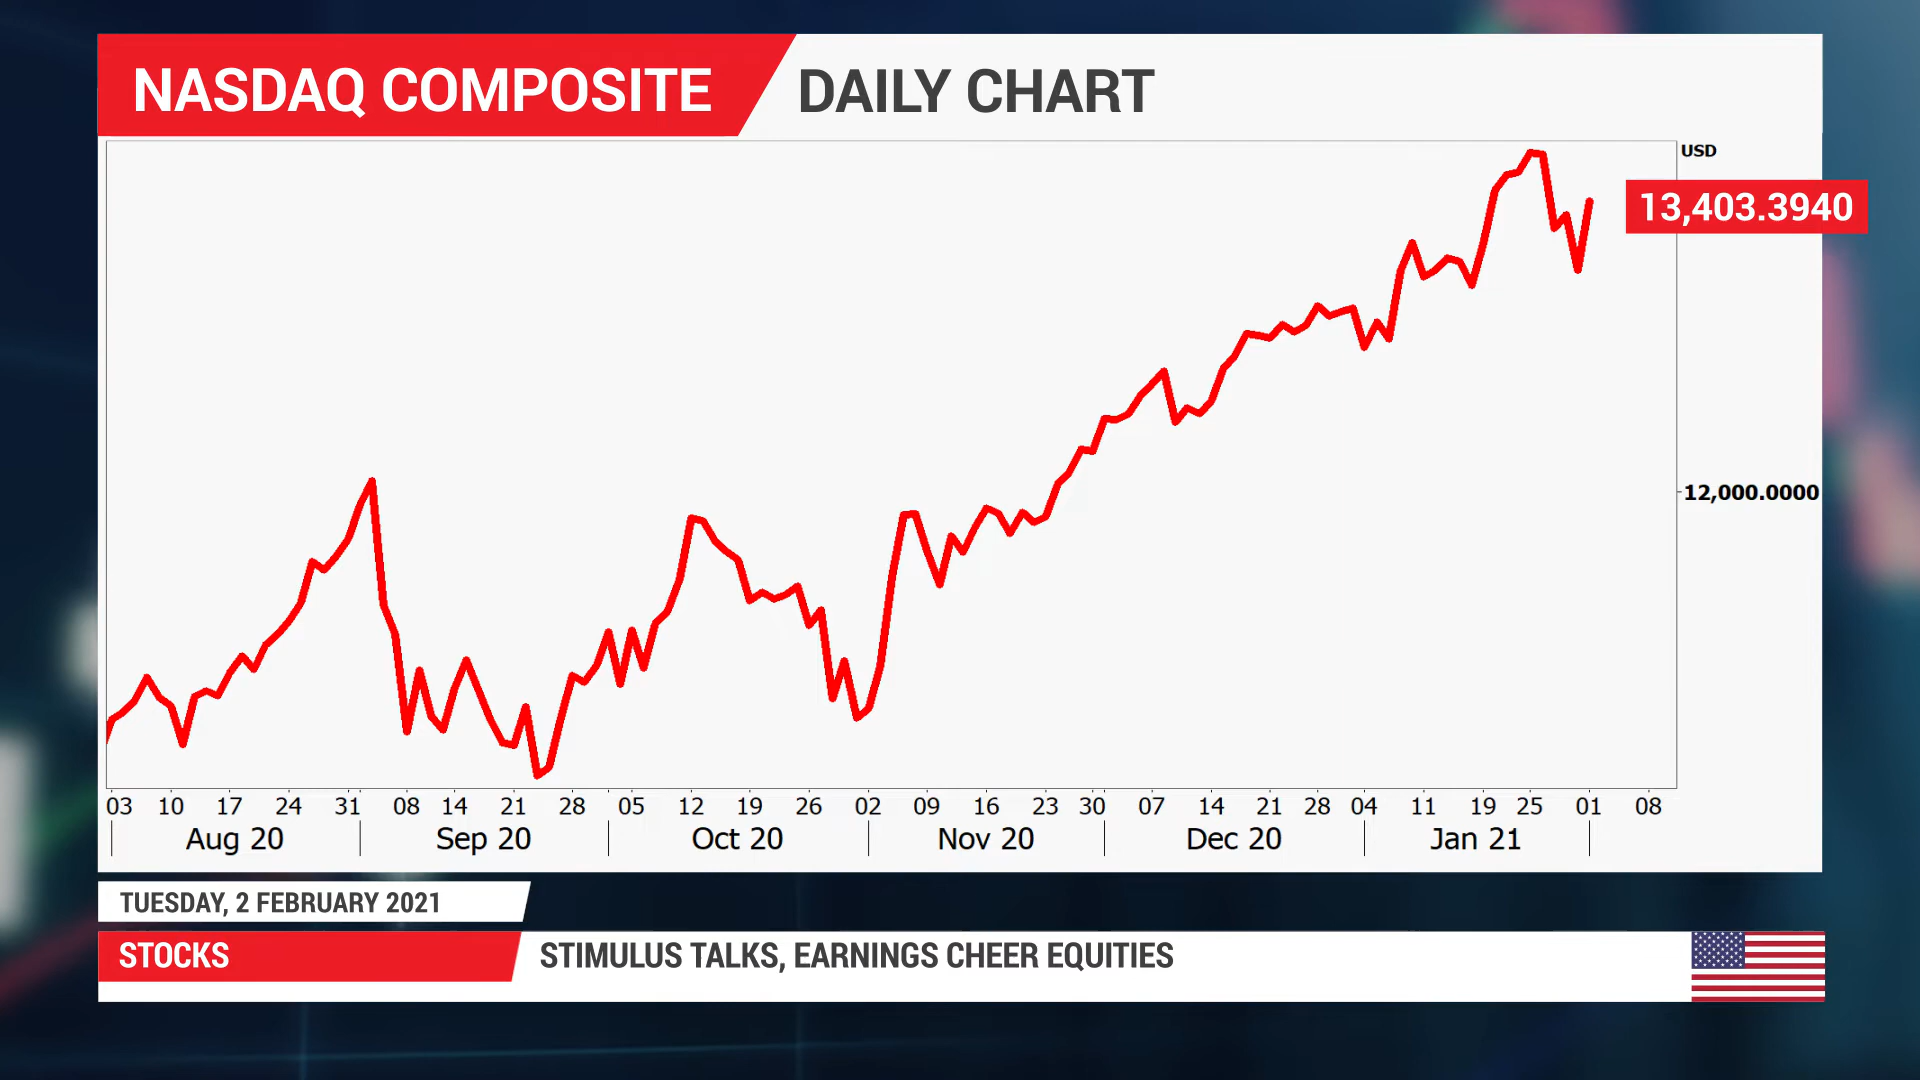 NASDAQ COMPOSITE DAILY CHART
USD
13,403.3940
12,000.0000
03 10 17 24 31 08 14 21 28 05 12 19 26 02 09 16 23 30 07 14 21 28 04 11 19 25 01 08
Aug 20 Sep 20 Oct 20 Nov 20 Dec 20 Jan 21
TUESDAY, 2 FEBRUARY 2021
STOCKS STIMULUS TALKS, EARNINGS CHEER EQUITIES